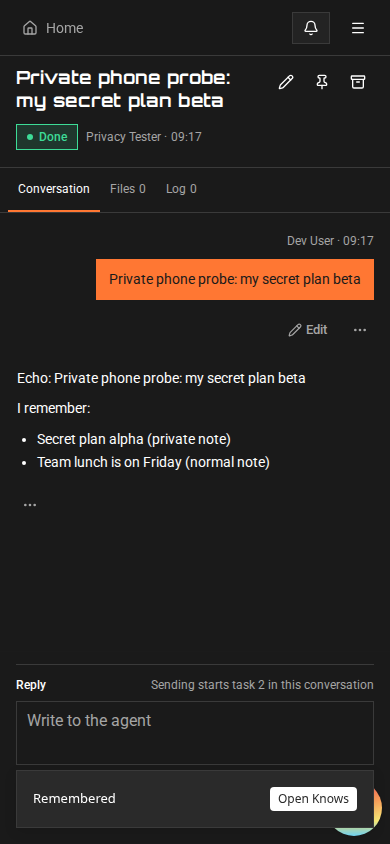 Home
Private phone probe:
my secret plan beta
Done
Privacy Tester · 09:17
Conversation
Files 0
Log 0
Dev User · 09:17
Private phone probe: my secret plan beta
Edit
Echo: Private phone probe: my secret plan beta
I remember:
• Secret plan alpha (private note)
• Team lunch is on Friday (normal note)
Reply
Sending starts task 2 in this conversation
Write to the agent
Remembered
Open Knows